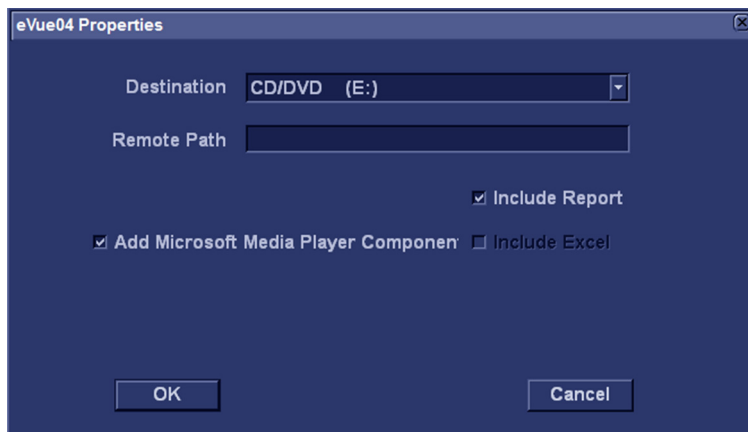 eVue04 Properties
Destination CD/DVD (E:)
Remote Path
Include Report
Add Microsoft Media Player Componen Include Excel
OK Cancel